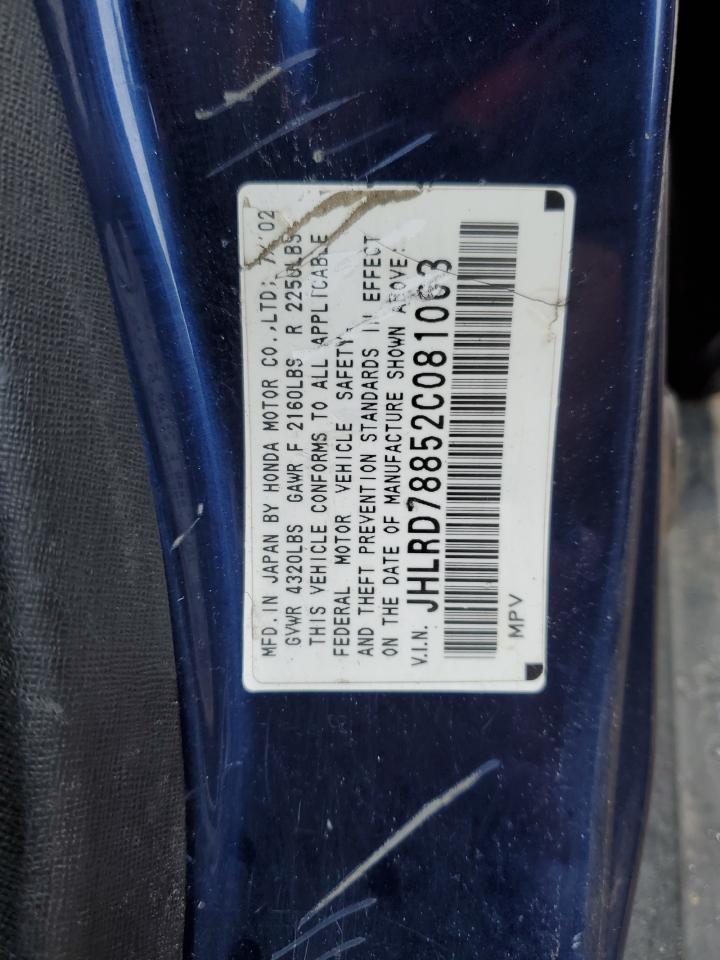 MFD.IN JAPAN BY HONDA MOTOR CO.,LTD; 7/'02
GVWR 4320LBS GAWR F 2160LBS R 2250LBS
THIS VEHICLE CONFORMS TO ALL APPLICABLE
FEDERAL MOTOR VEHICLE SAFETY
AND THEFT PREVENTION STANDARDS IN EFFECT
ON THE DATE OF MANUFACTURE SHOWN ABOVE.
V.I.N. JHLRD78852C081063
MPV